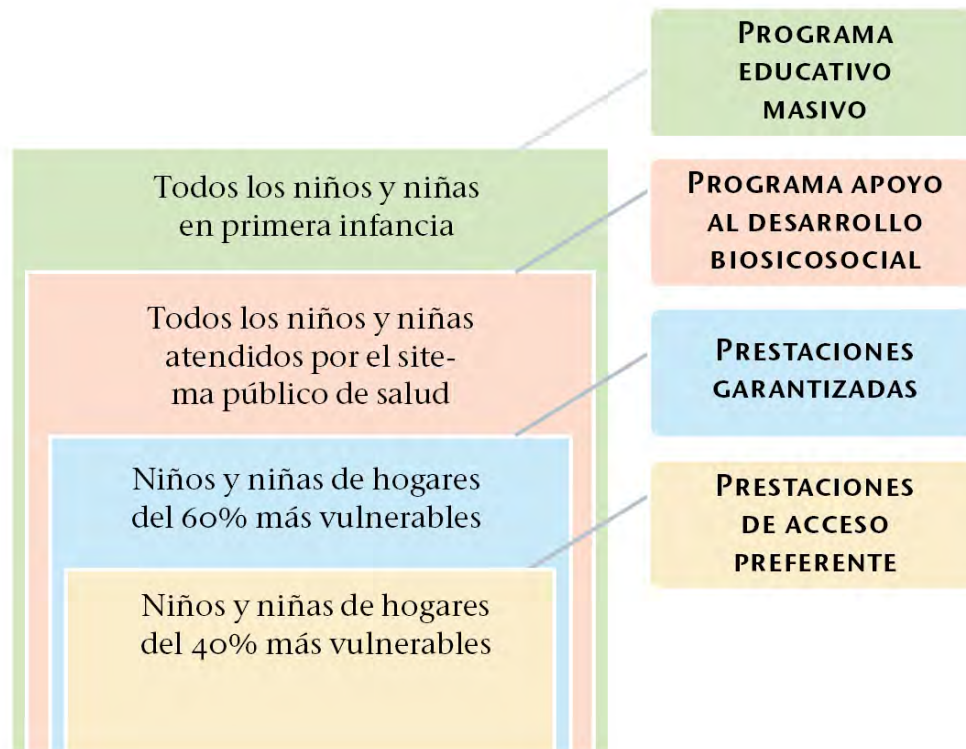 PROGRAMA
EDUCATIVO
MASIVO
Todos los niños y niñas
en primera infancia
PROGRAMA APOYO
AL DESARROLLO
BIOSICOSOCIAL
Todos los niños y niñas
atendidos por el site-
ma público de salud
PRESTACIONES
GARANTIZADAS
Niños y niñas de hogares
del 60% más vulnerables
PRESTACIONES
DE ACCESO
PREFERENTE
Niños y niñas de hogares
del 40% más vulnerables